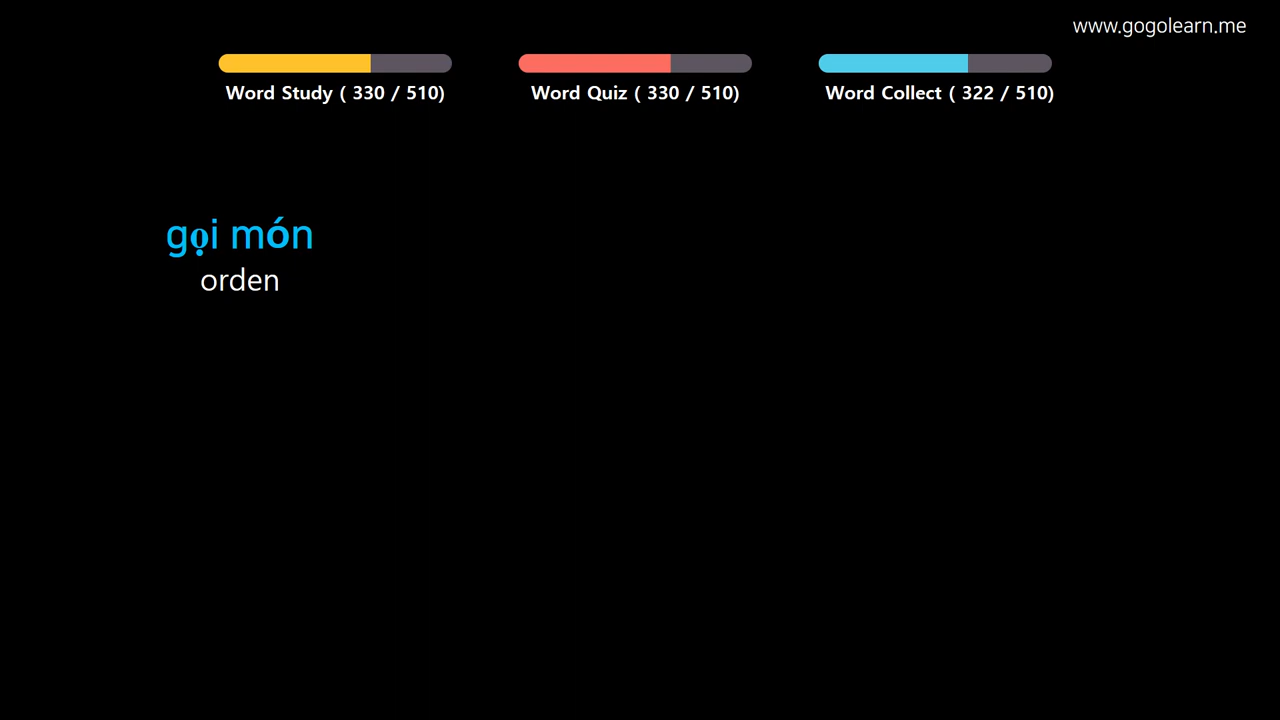 www.gogolearn.me
Word Study ( 330 / 510)
Word Quiz ( 330 / 510)
Word Collect ( 322 / 510)
gọi món
orden